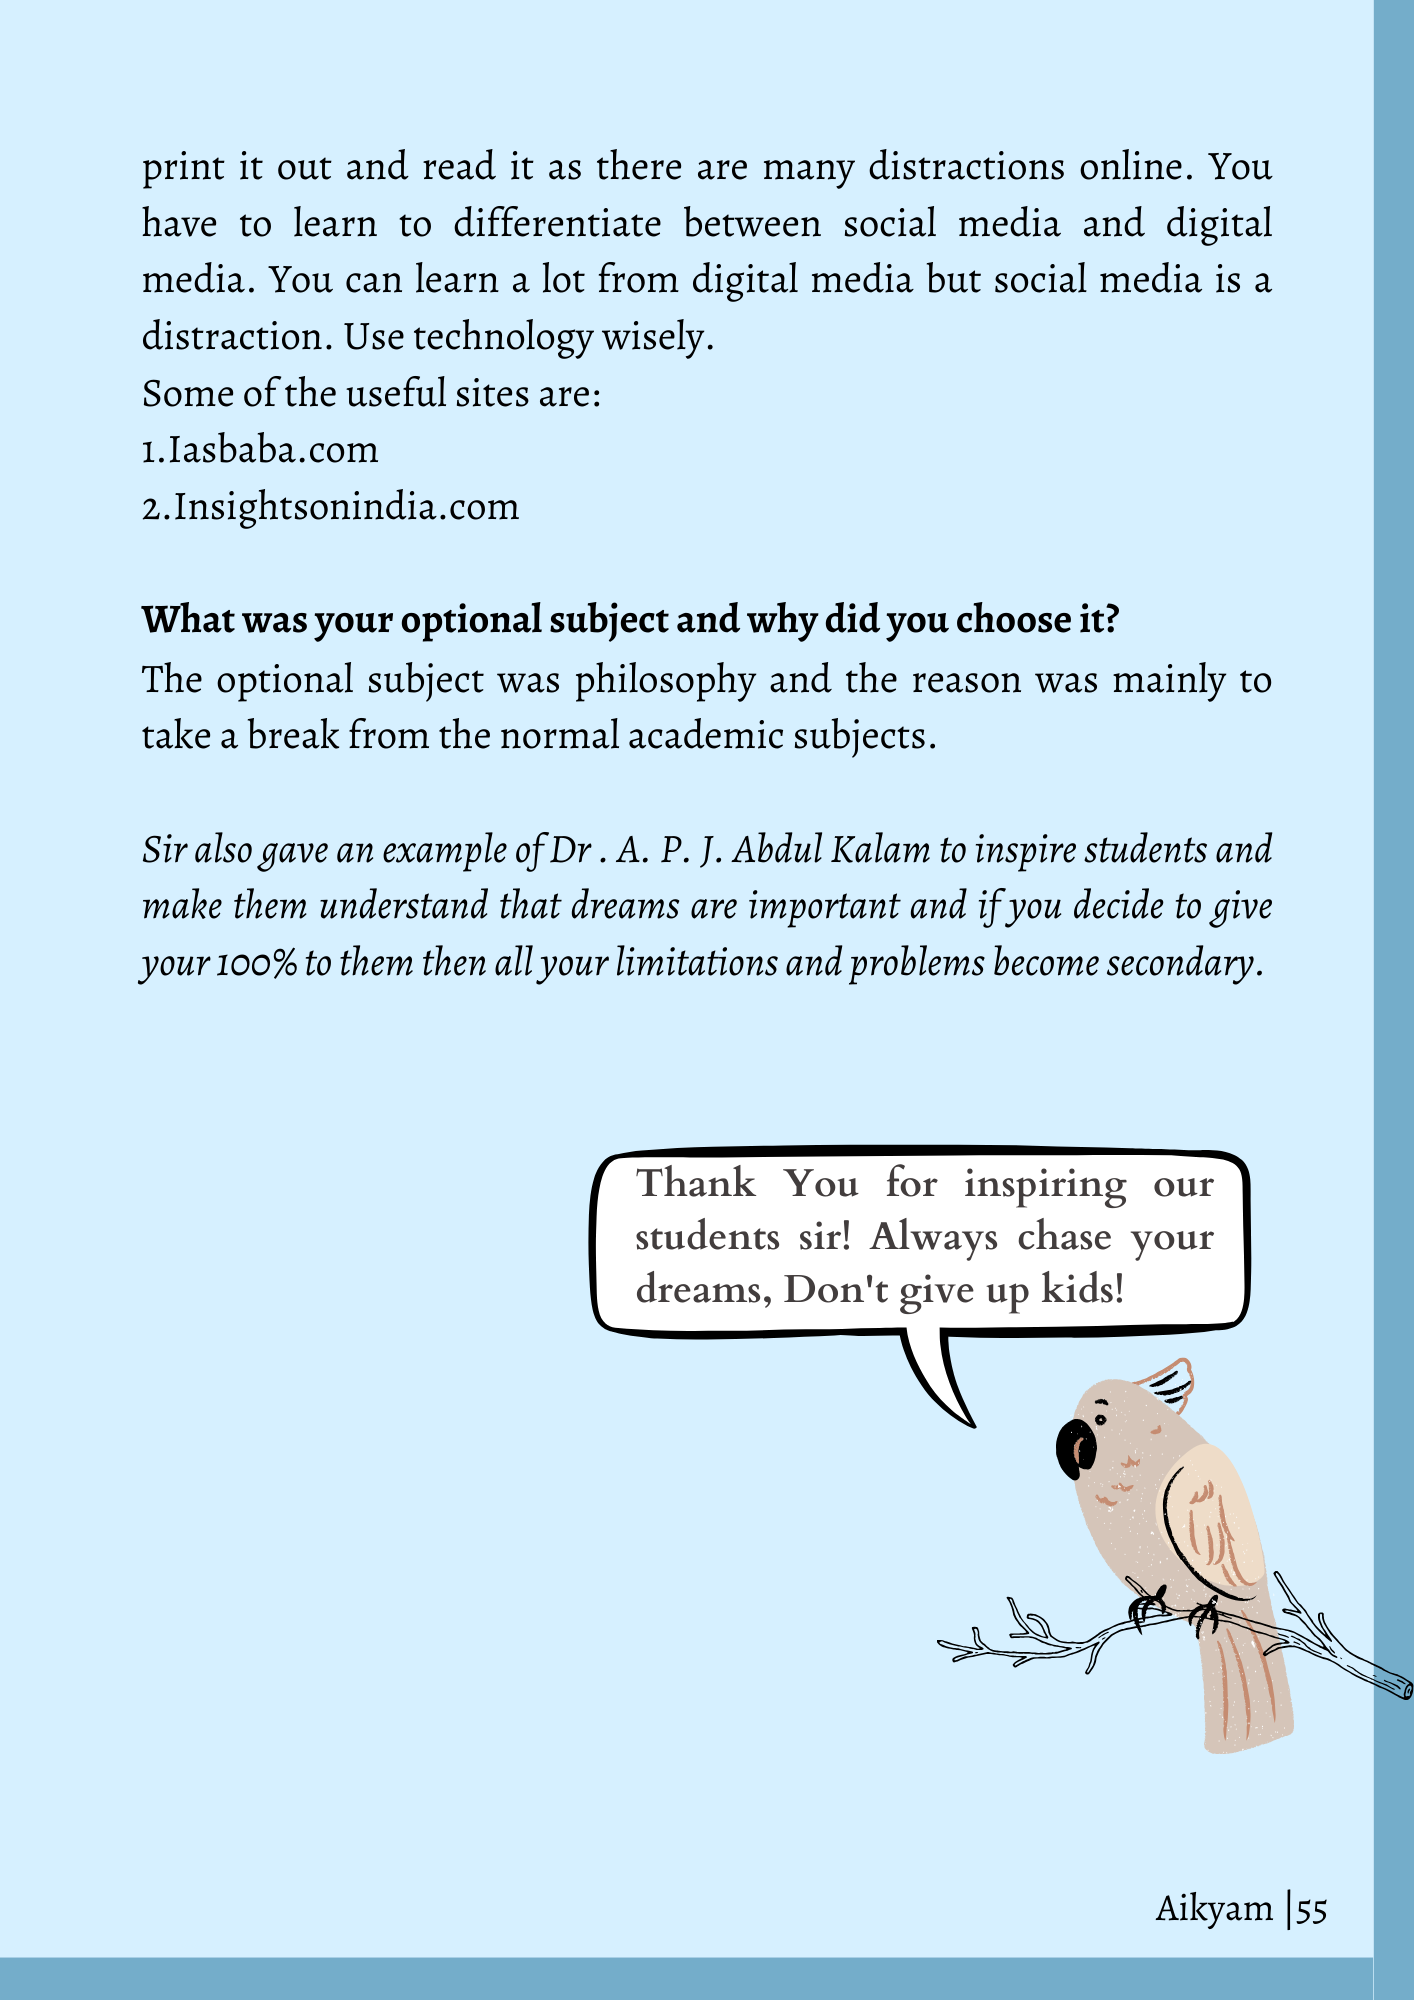 print it out and read it as there are many distractions online. You
have to learn to differentiate between social media and digital
media. You can learn a lot from digital media but social media is a
distraction. Use technology wisely.
Some of the useful sites are:
1.Iasbaba.com
2.Insightsonindia.com
What was your optional subject and why did you choose it?
The optional subject was philosophy and the reason was mainly to
take a break from the normal academic subjects.
Sir also gave an example of Dr . A. P. J. Abdul Kalam to inspire students and
make them understand that dreams are important and if you decide to give
your 100% to them then all your limitations and problems become secondary.
Thank You for inspiring our
students sir! Always chase your
dreams, Don't give up kids!
Aikyam |55